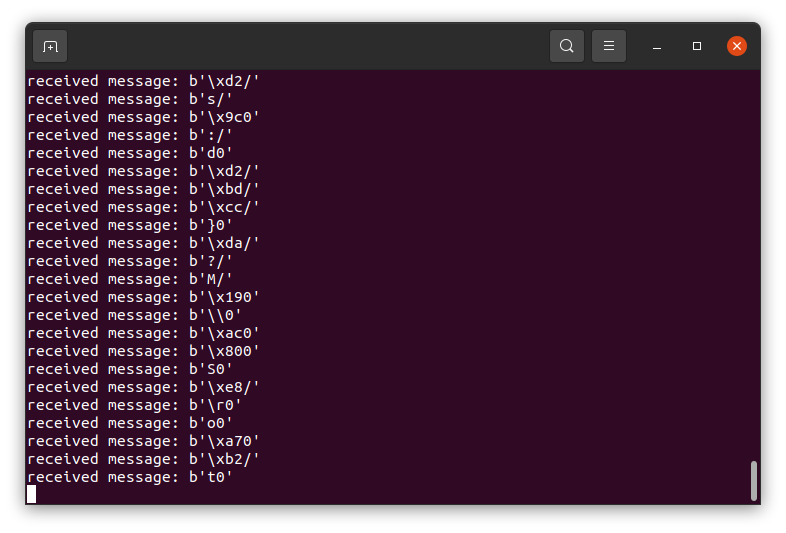 received message: b'\xd2/'
received message: b's/'
received message: b'\x9c0'
received message: b':/'
received message: b'd0'
received message: b'\xd2/'
received message: b'\xbd/'
received message: b'\xcc/'
received message: b'}0'
received message: b'\xda/'
received message: b'?/'
received message: b'M/'
received message: b'\x190'
received message: b'\\0'
received message: b'\xac0'
received message: b'\x800'
received message: b'S0'
received message: b'\xe8/'
received message: b'\r0'
received message: b'o0'
received message: b'\xa70'
received message: b'\xb2/'
received message: b't0'